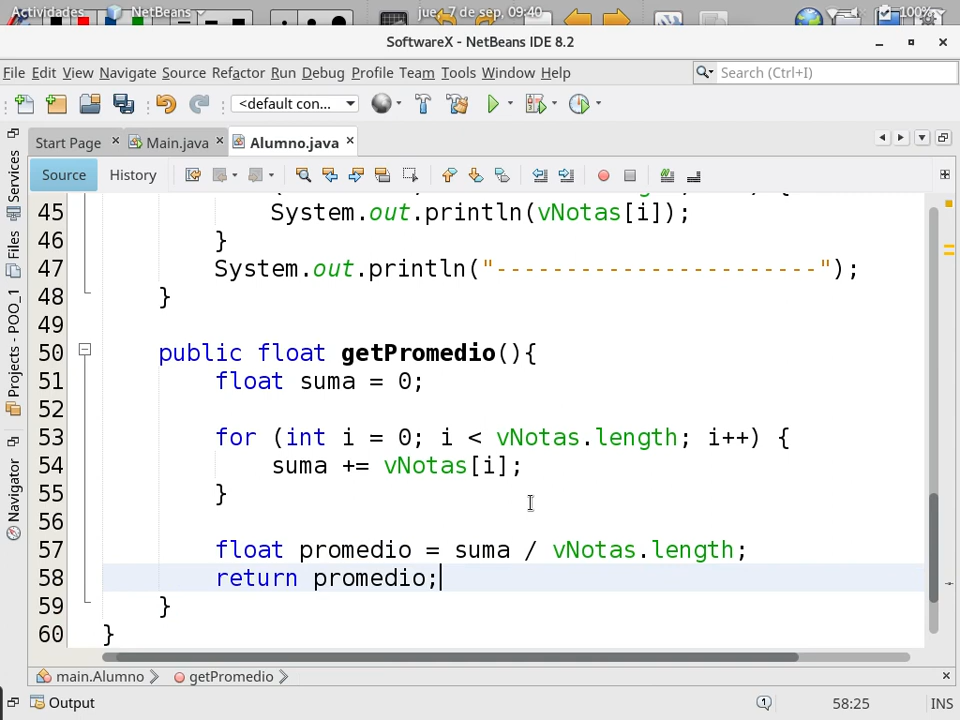 Actividades NetBeans jue 7 de sep, 09:40 100%
SoftwareX - NetBeans IDE 8.2
File Edit View Navigate Source Refactor Run Debug Profile Team Tools Window Help
Search (Ctrl+I)
<default con...
Start Page Main.java Alumno.java
Source History
Services
Files
Projects - POO_1
Navigator
45 System.out.println(vNotas[i]);
46 }
47 System.out.println("-----------------------");
48 }
49
50 public float getPromedio(){
51 float suma = 0;
52
53 for (int i = 0; i < vNotas.length; i++) {
54 suma += vNotas[i];
55 }
56
57 float promedio = suma / vNotas.length;
58 return promedio;
59 }
60 }
main.Alumno getPromedio
Output 1 58:25 INS